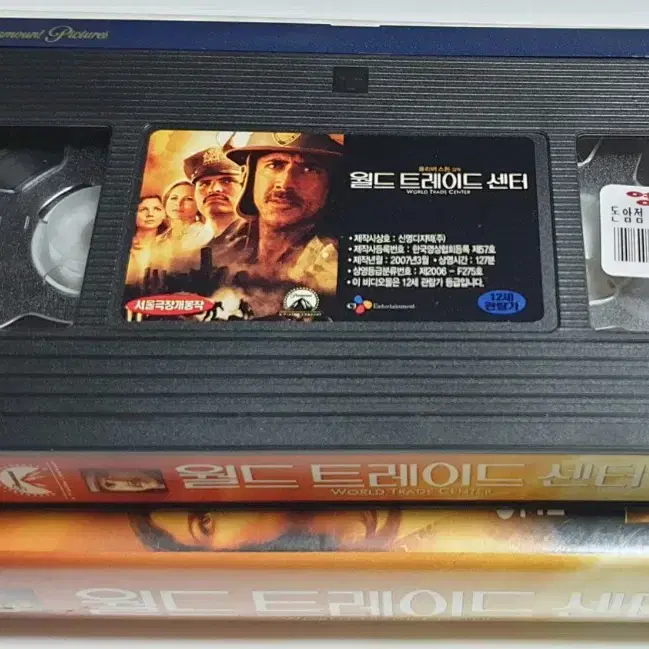 Pictures
올리버 스톤 감독
월드 트레이드 센터
WORLD TRADE CENTER
• 제작사상호 : 신영디지택(주)
• 제작사등록번호 : 한국영상협회등록 제57호
• 제작년월 : 2007년3월 • 상영시간 : 127분
• 상영등급분류번호 : 제2006 - F275호
• 이 비디오물은 12세 관람가 등급입니다.
서울극장개봉작
CJ Entertainment
12세
관람가
돈암점
월드 트레이드 센터
WORLD TRADE CENTER
월드 트레이드 센터
WORLD TRADE CENTER